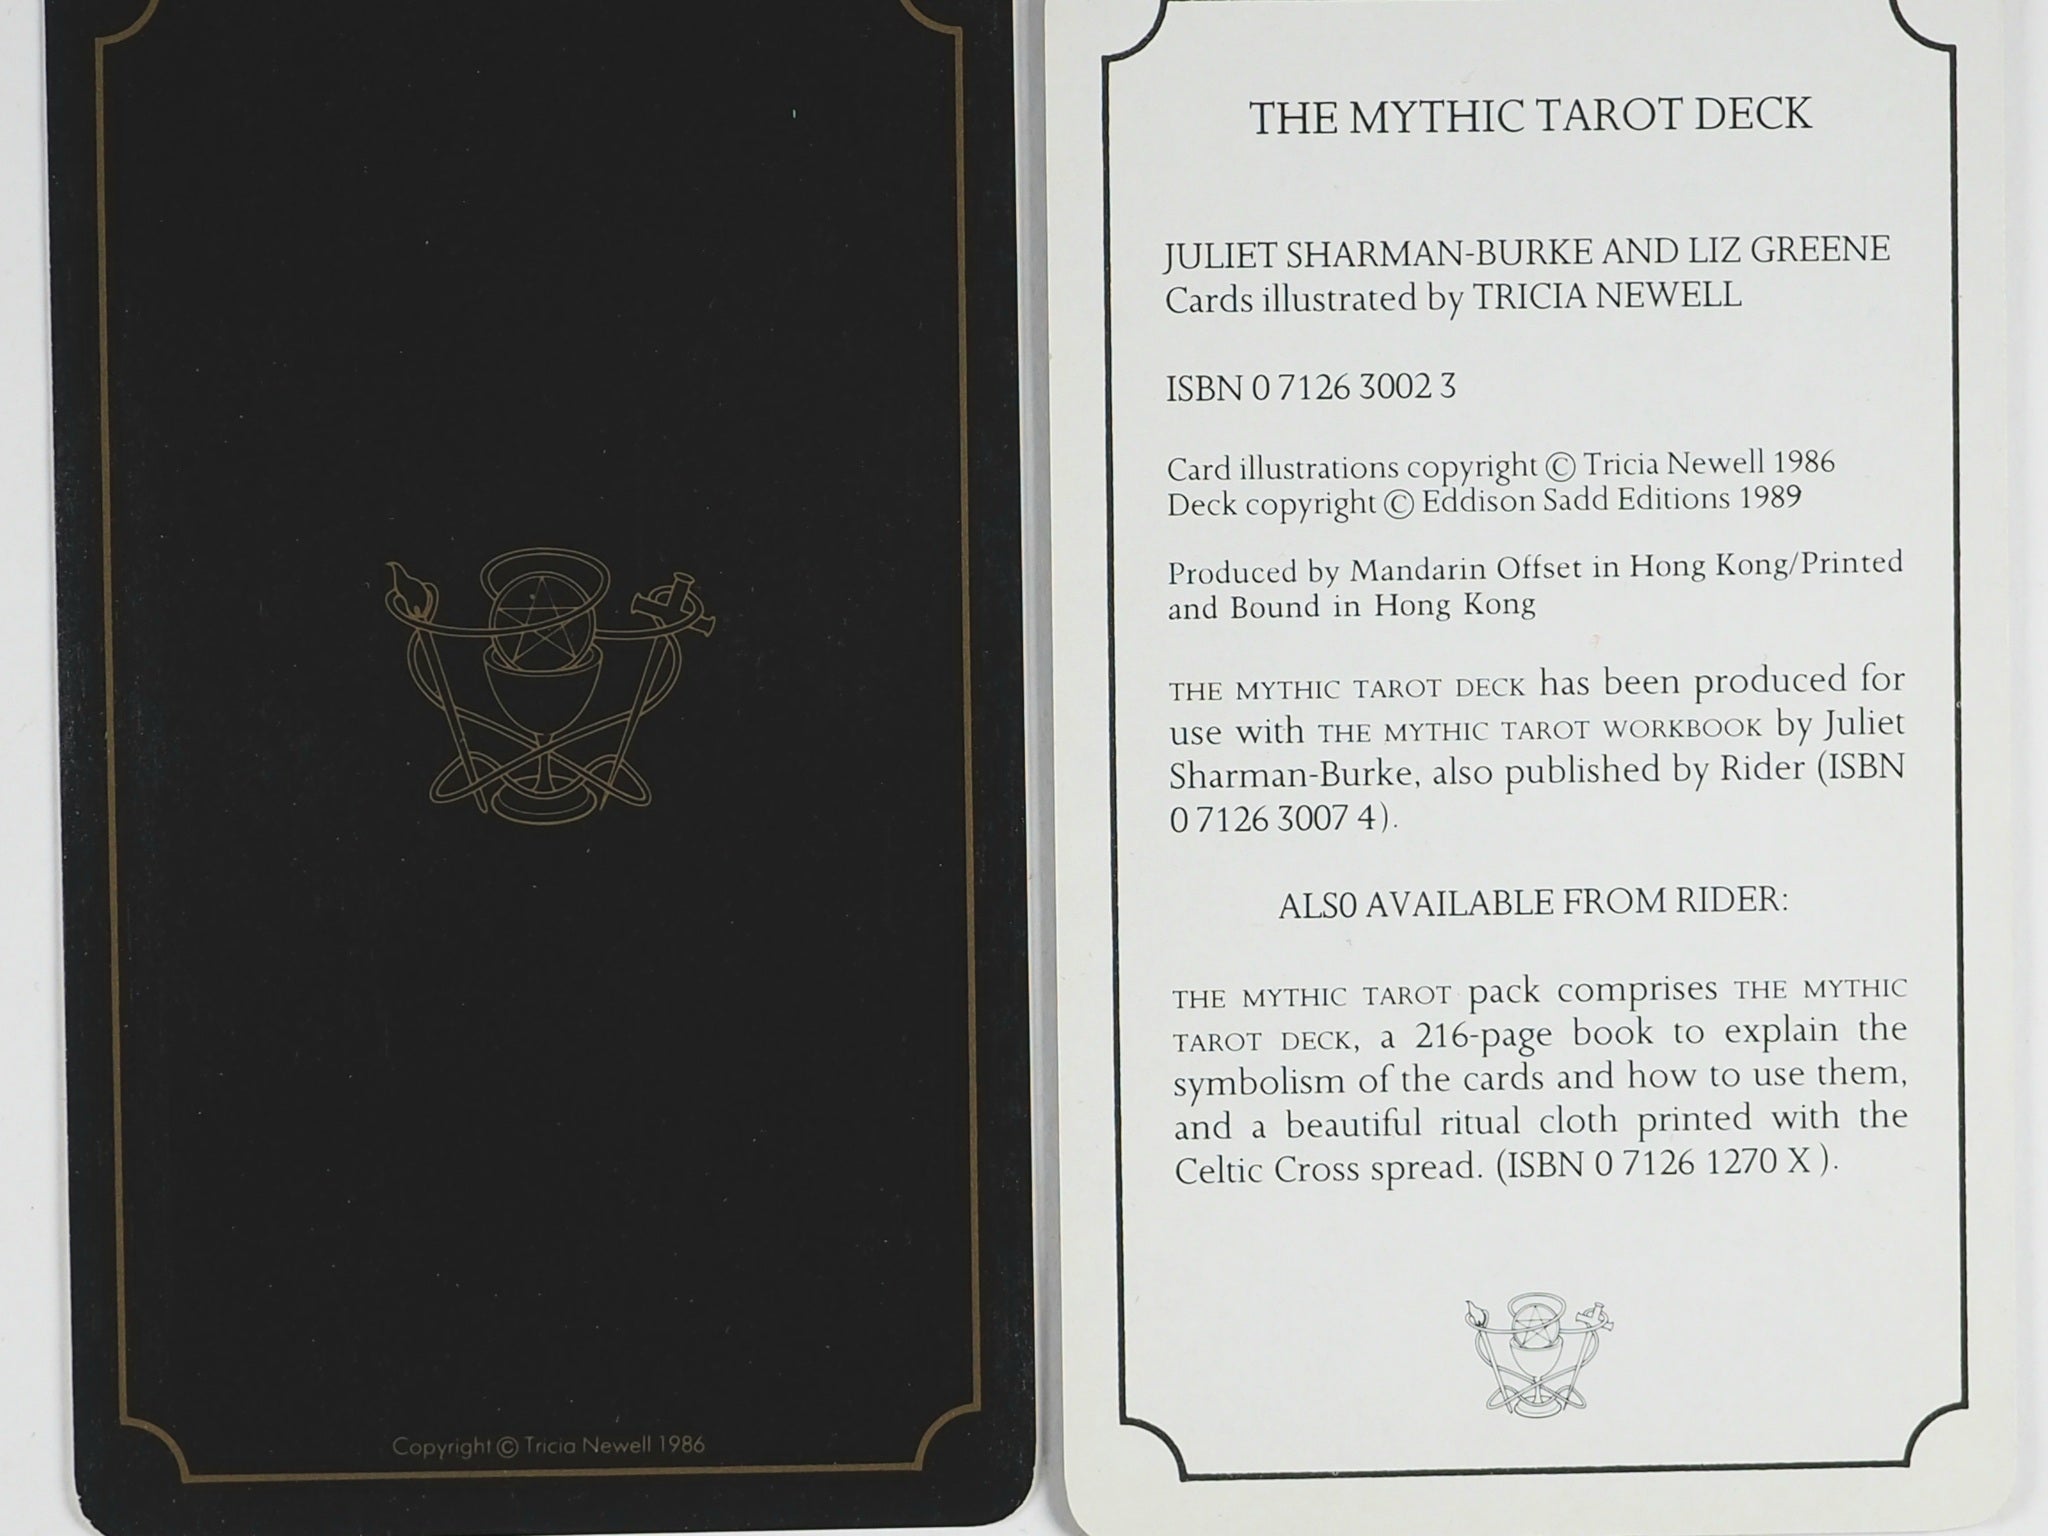 Copyright © Tricia Newell 1986
THE MYTHIC TAROT DECK
JULIET SHARMAN-BURKE AND LIZ GREENE
Cards illustrated by TRICIA NEWELL
ISBN 0 7126 3002 3
Card illustrations copyright © Tricia Newell 1986
Deck copyright © Eddison Sadd Editions 1989
Produced by Mandarin Offset in Hong Kong/Printed
and Bound in Hong Kong
THE MYTHIC TAROT DECK has been produced for
use with THE MYTHIC TAROT WORKBOOK by Juliet
Sharman-Burke, also published by Rider (ISBN
0 7126 3007 4).
ALSO AVAILABLE FROM RIDER:
THE MYTHIC TAROT pack comprises THE MYTHIC
TAROT DECK, a 216-page book to explain the
symbolism of the cards and how to use them,
and a beautiful ritual cloth printed with the
Celtic Cross spread. (ISBN 0 7126 1270 X ).